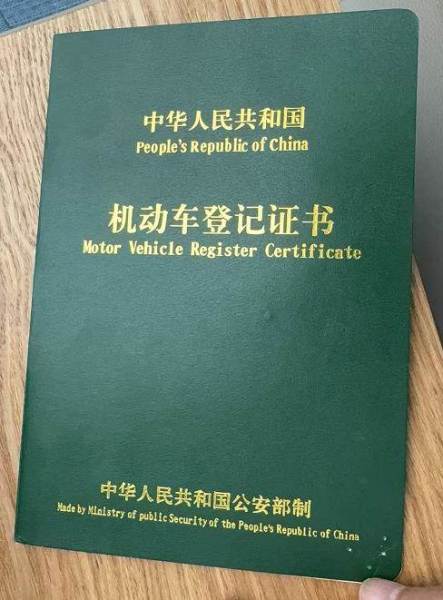 中华人民共和国
People's Republic of China
机动车登记证书
Motor Vehicle Register Certificate
中华人民共和国公安部制
Made by Ministry of public Security of the People's Republic of China